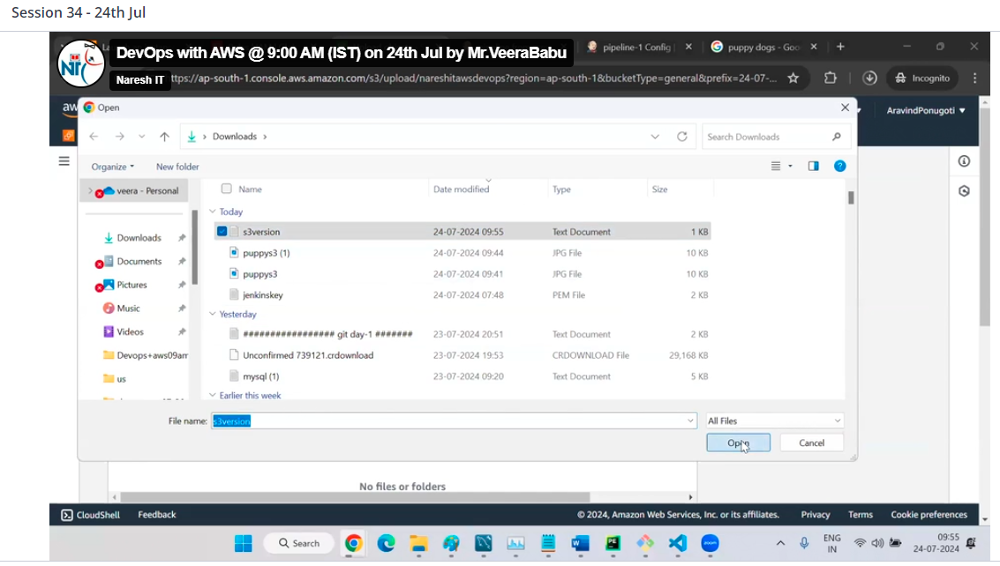 Session 34 - 24th Jul
DevOps with AWS @ 9:00 AM (IST) on 24th Jul by Mr.VeeraBabu
pipeline-1 Config
puppy dogs - Goo
Naresh IT
ttps://ap-south-1.console.aws.amazon.com/s3/upload/nareshitawsdevops?region=ap-south-1&bucketType=general&prefix=24-07-...
Incognito
aw
Open
AravindPonugoti
Downloads
Search Downloads
Organize
New folder
veera - Personal
Downloads
Documents
Pictures
Music
Videos
Devops+aws09am
us
Name Date modified Type Size
Today
s3version 24-07-2024 09:55 Text Document 1 KB
puppys3 (1) 24-07-2024 09:44 JPG File 10 KB
puppys3 24-07-2024 09:41 JPG File 10 KB
jenkinskey 24-07-2024 07:48 PEM File 2 KB
Yesterday
################# git day-1 ####### 23-07-2024 20:51 Text Document 2 KB
Unconfirmed 739121.crdownload 23-07-2024 19:53 CRDOWNLOAD File 29,168 KB
mysql (1) 23-07-2024 09:20 Text Document 5 KB
Earlier this week
File name: s3version All Files
Open Cancel
No files or folders
CloudShell Feedback © 2024, Amazon Web Services, Inc. or its affiliates. Privacy Terms Cookie preferences
Search
ENG
IN
09:55
24-07-2024